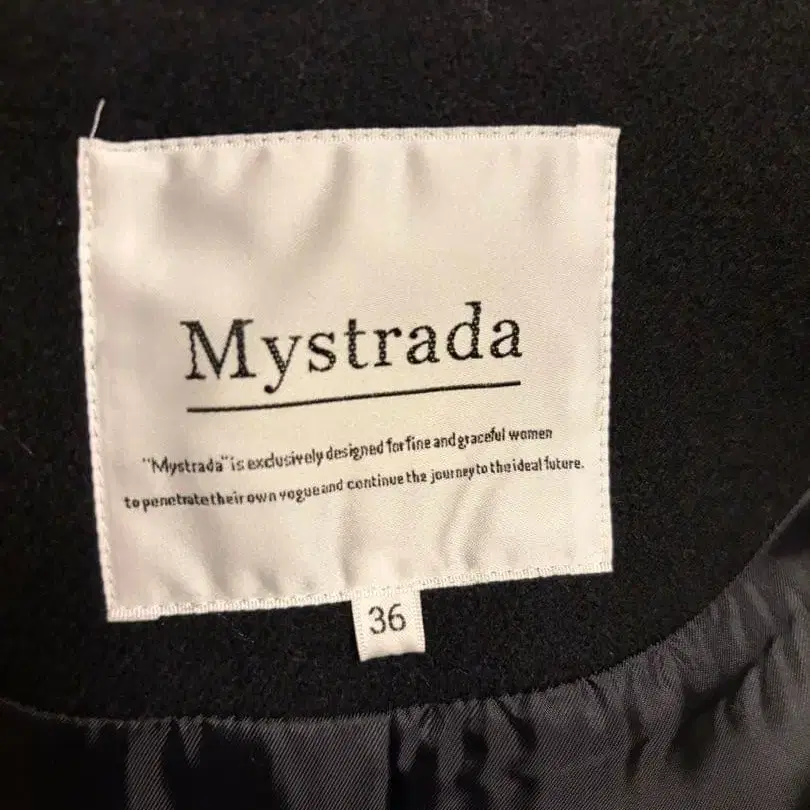 Mystrada
"Mystrada" is exclusively designed for fine and graceful women
to penetrate their own vogue and continue the journey to the ideal future.
36